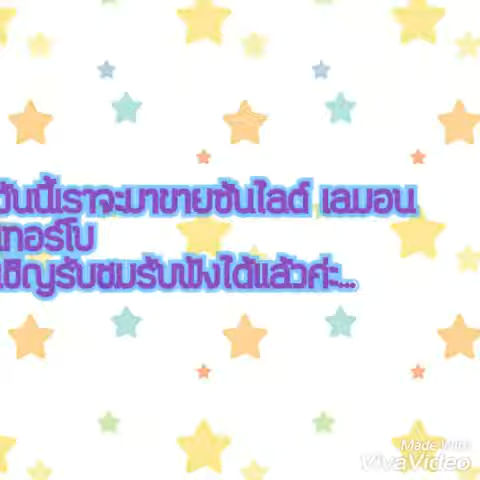 วันนี้เราจะมาขายซันไลต์ เลมอน
เทอร์โบ
เชิญรับชมรับฟังได้แล้วค่ะ...
Made With
VivaVideo